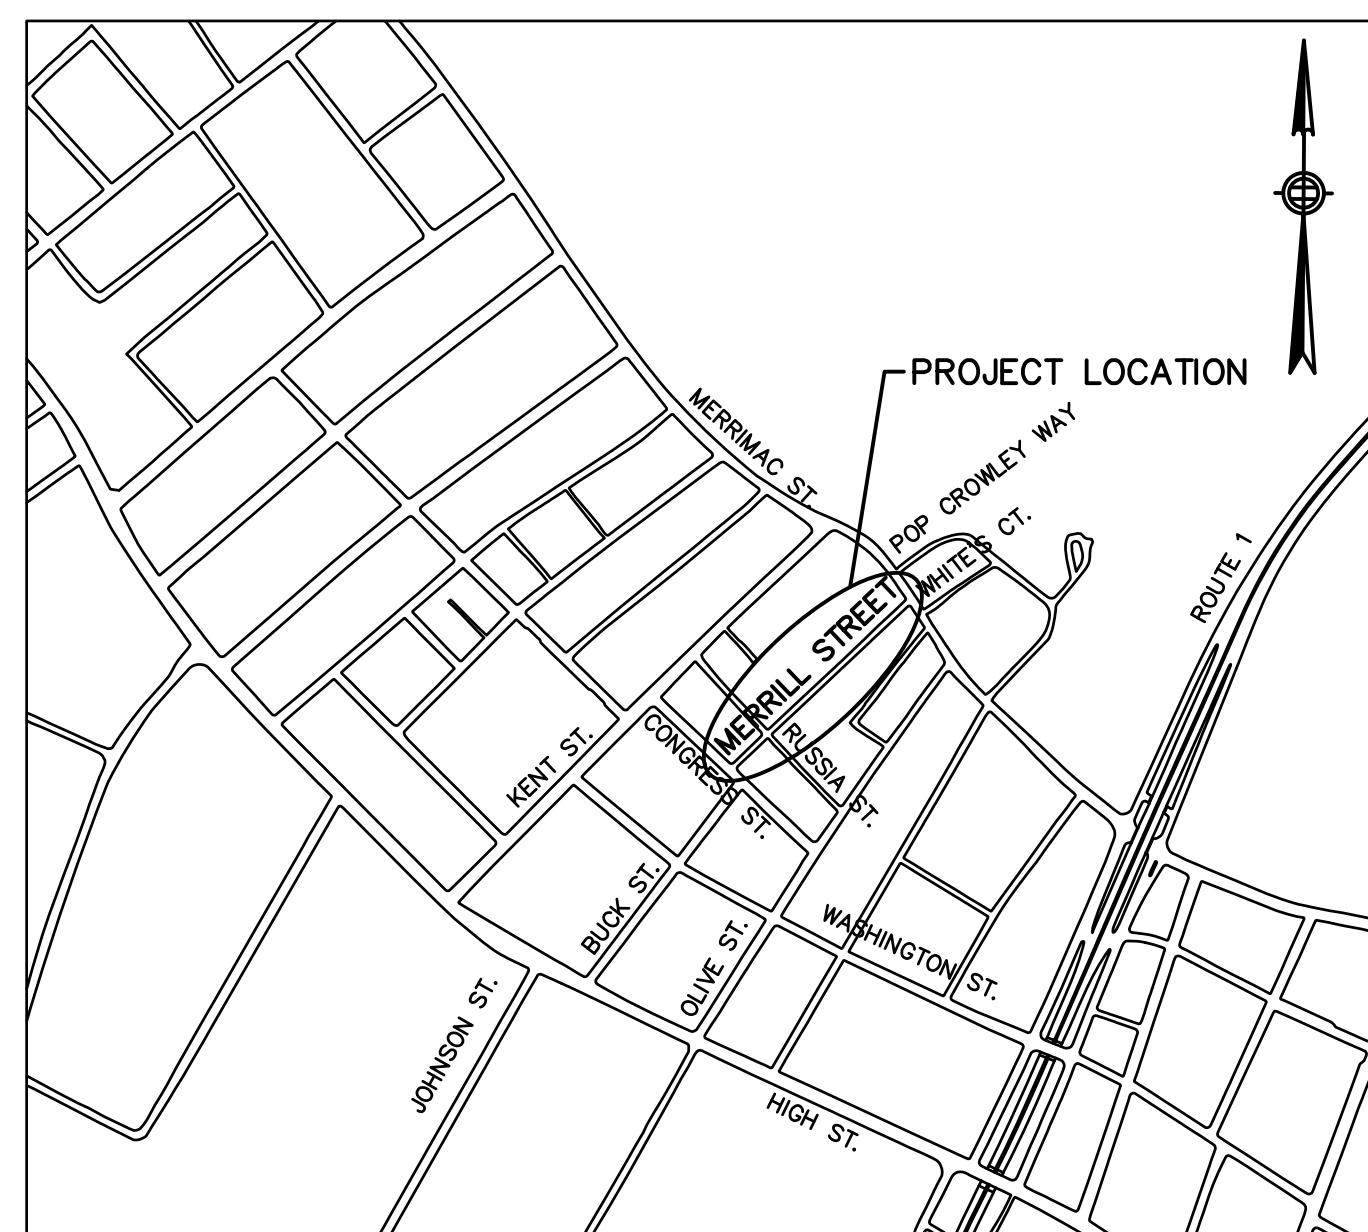 PROJECT LOCATION
MERRIMAC ST.
POP CROWLEY WAY
WHITE'S CT.
ROUTE 1
MERRILL STREET
RUSSIA ST.
CONGRESS ST.
KENT ST.
BUCK ST.
OLIVE ST.
WASHINGTON ST.
JOHNSON ST.
HIGH ST.